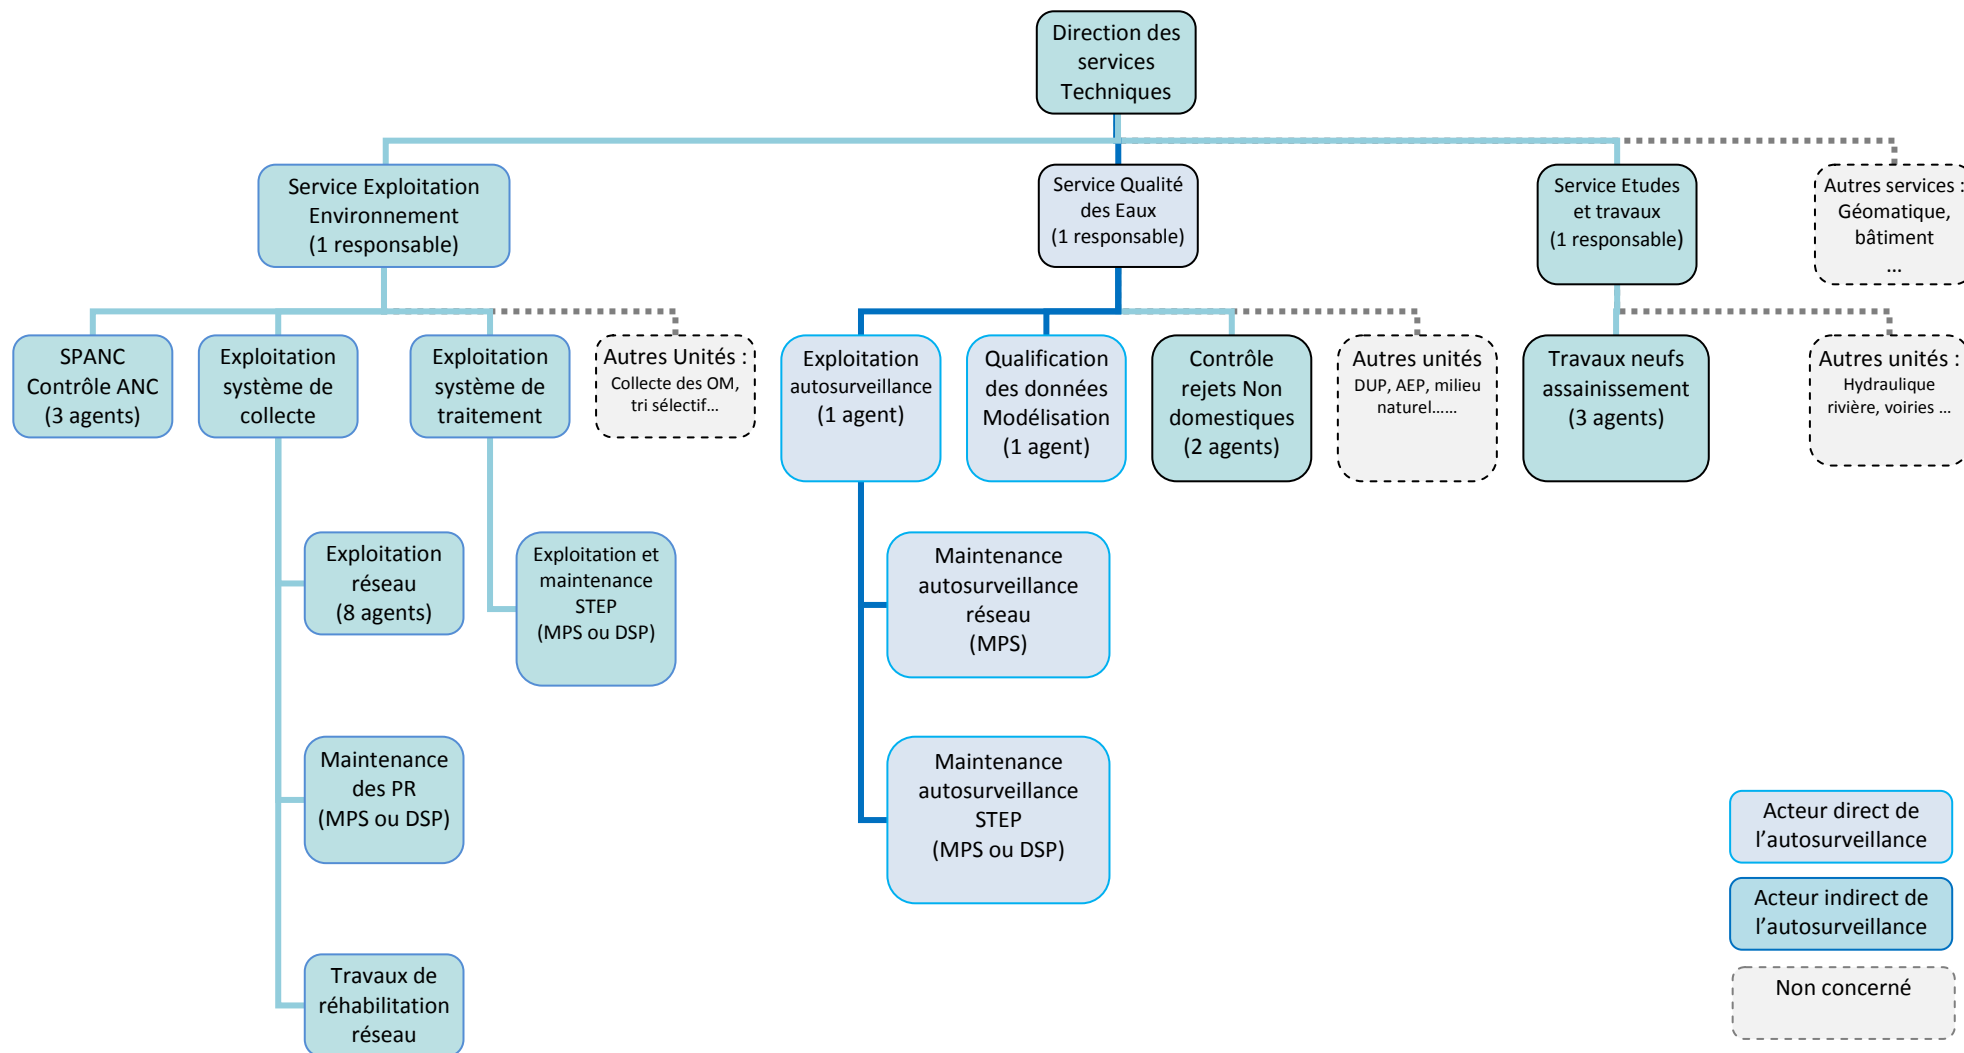 Direction des
services
Techniques
Service Exploitation
Environnement
(1 responsable)
Service Qualité
des Eaux
(1 responsable)
Service Etudes
et travaux
(1 responsable)
Autres services :
Géomatique,
bâtiment
...
SPANC
Contrôle ANC
(3 agents)
Exploitation
système de
collecte
Exploitation
système de
traitement
Autres Unités :
Collecte des OM,
tri sélectif…
Exploitation
autosurveillance
(1 agent)
Qualification
des données
Modélisation
(1 agent)
Contrôle
rejets Non
domestiques
(2 agents)
Autres unités
DUP, AEP, milieu
naturel……
Travaux neufs
assainissement
(3 agents)
Autres unités :
Hydraulique
rivière, voiries …
Exploitation
réseau
(8 agents)
Exploitation et
maintenance
STEP
(MPS ou DSP)
Maintenance
autosurveillance
réseau
(MPS)
Maintenance
des PR
(MPS ou DSP)
Maintenance
autosurveillance
STEP
(MPS ou DSP)
Travaux de
réhabilitation
réseau
Acteur direct de
l’autosurveillance
Acteur indirect de
l’autosurveillance
Non concerné